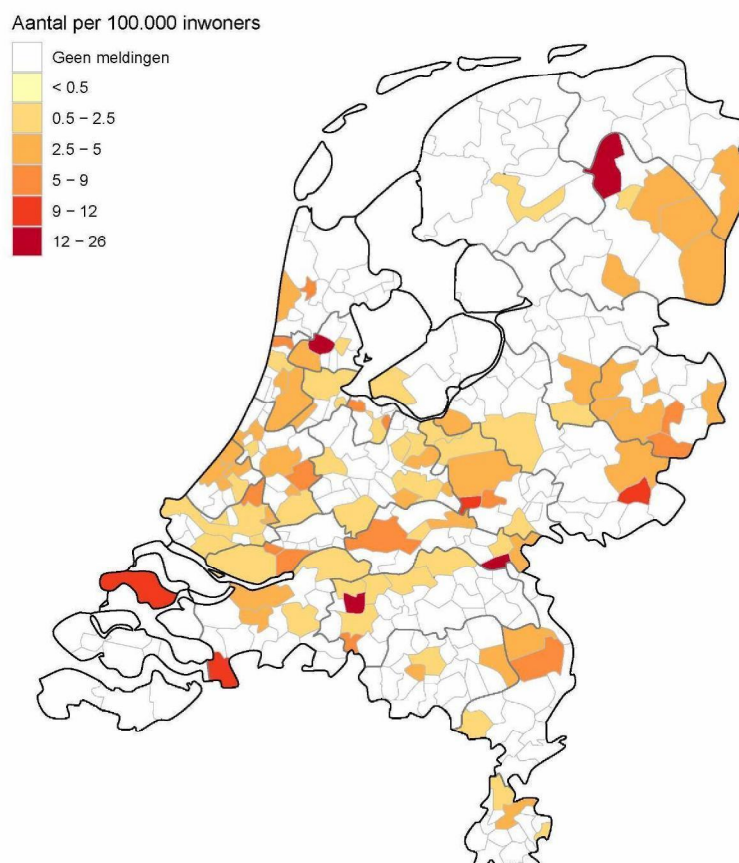 Aantal per 100.000 inwoners
Geen meldingen
< 0.5
0.5 – 2.5
2.5 – 5
5 – 9
9 – 12
12 – 26